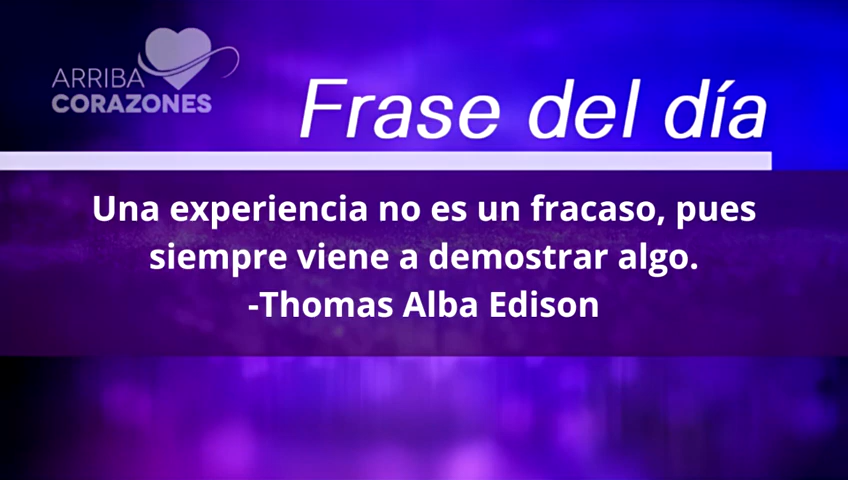 ARRIBA
CORAZONES
Frase del día
Una experiencia no es un fracaso, pues
siempre viene a demostrar algo.
-Thomas Alba Edison